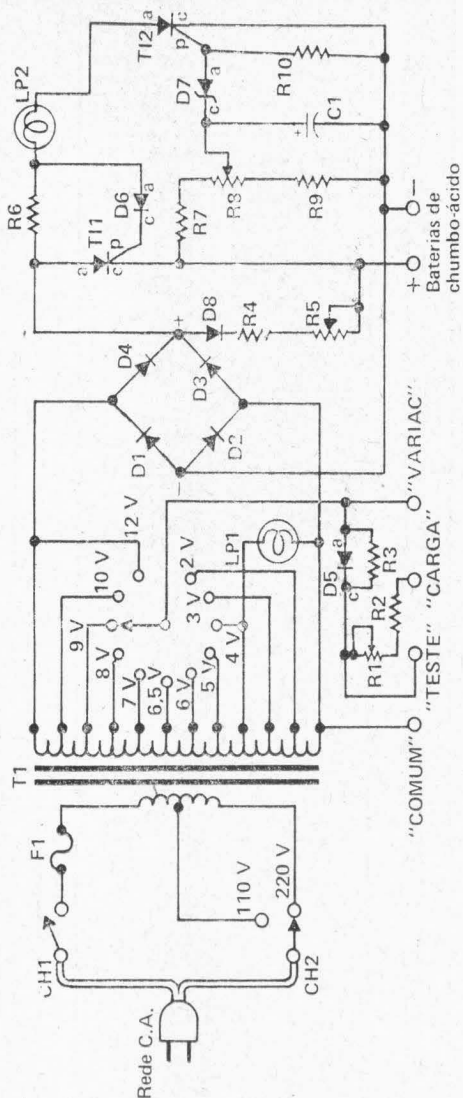 Rede C.A.
CH1
CH2
F1
110 V
220 V
T1
12 V
10 V
9 V
8 V
7 V
6,5 V
6 V
5 V
4 V
3 V
2 V
LP1
D1
D2
D3
D4
+
−
D8
R4
R5
R6
TI1
a
c
p
D6
c
a
LP2
TI2
a
c
p
D7
a
c
R7
R8
R9
R10
C1
+
+
−
Baterias de
chumbo-ácido
D5
a
c
R1
R2
R3
"COMUM"
"TESTE"
"CARGA"
"VARIAC"